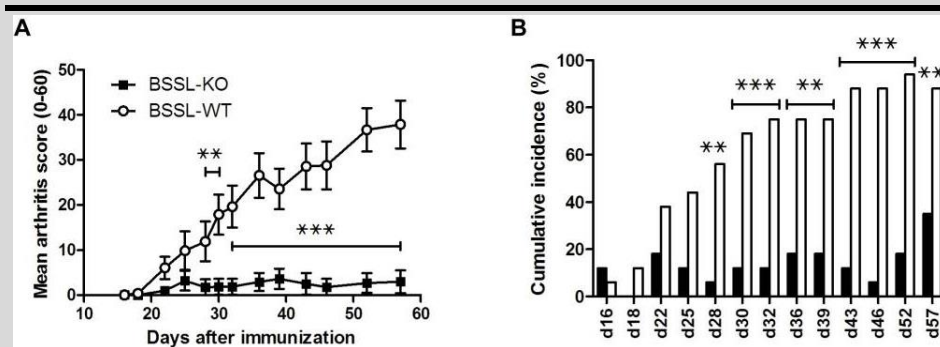 A
Mean arthritis score (0-60)
50
40
30
20
10
0
BSSL-KO
BSSL-WT
**
***
10 20 30 40 50 60
Days after immunization
B
Cumulative incidence (%)
100
80
60
40
20
0
**
***
**
***
**
d16 d18 d22 d25 d28 d30 d32 d36 d39 d43 d46 d52 d57